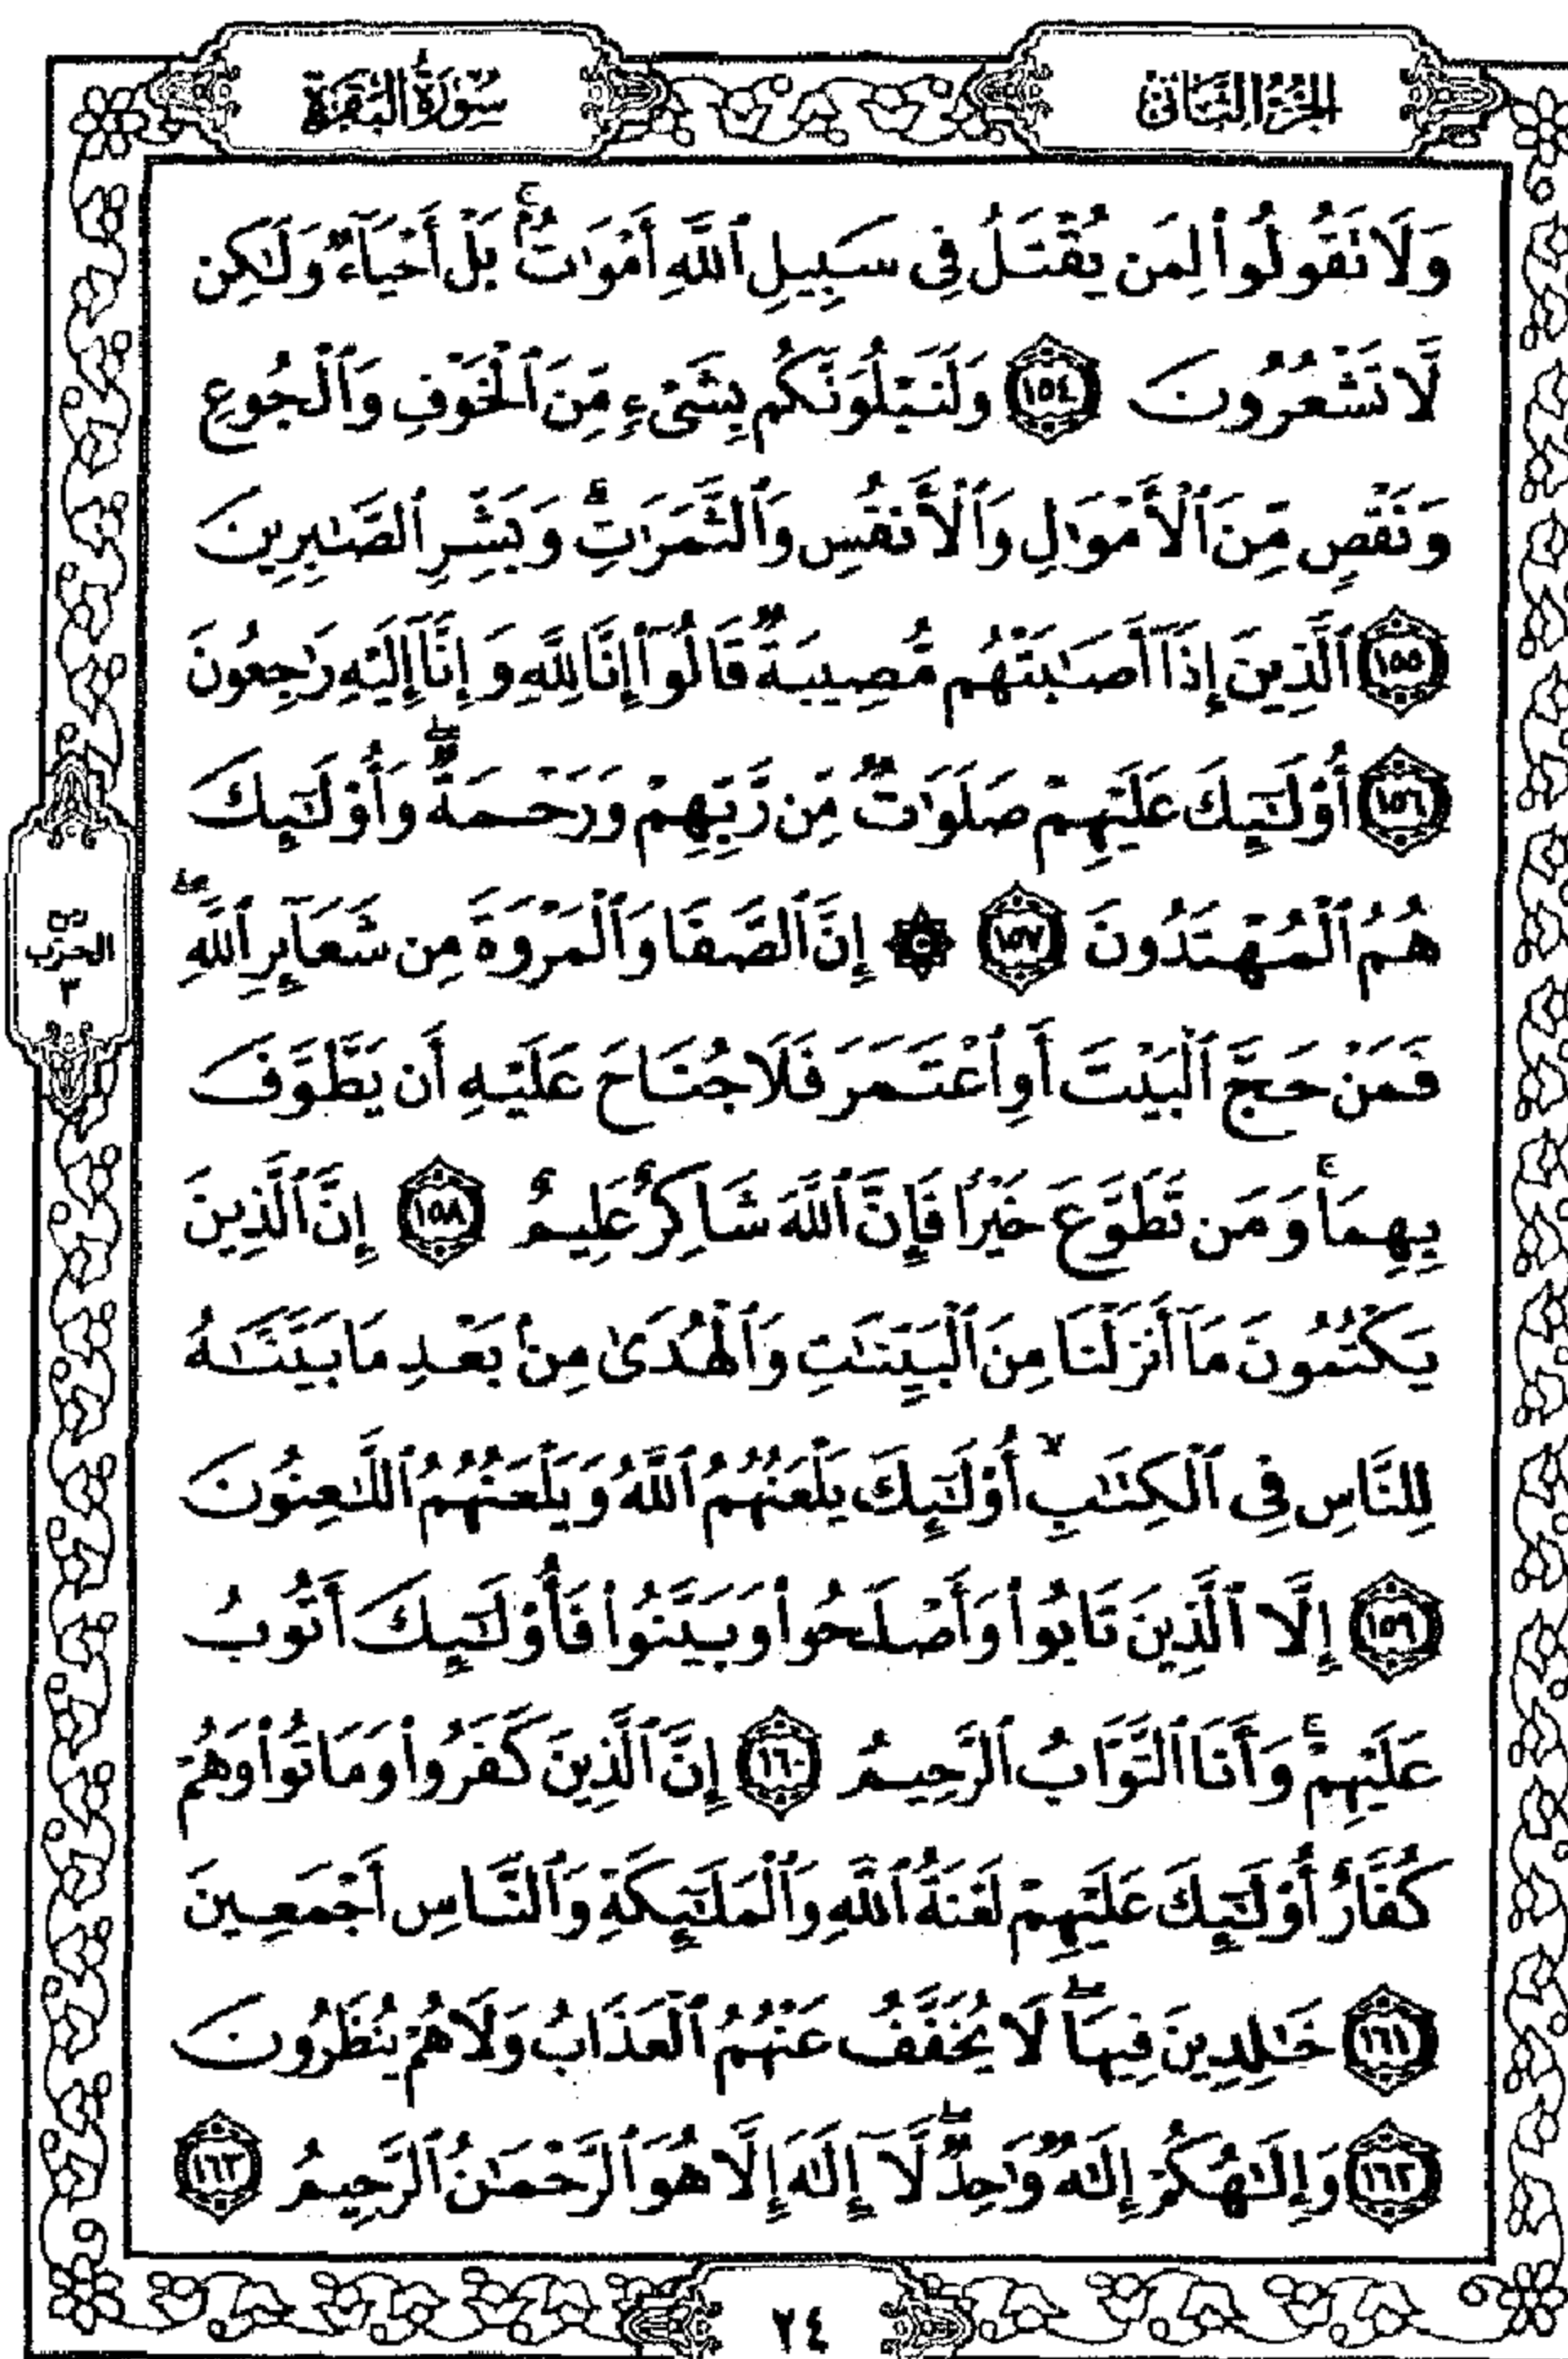 الجزء الثاني
سورة البقرة
وَلَا تَقُولُوا۟ لِمَن يُقْتَلُ فِى سَبِيلِ ٱللَّهِ أَمْوَٰتٌۢ ۚ بَلْ أَحْيَآءٌ وَلَٰكِن
لَّا تَشْعُرُونَ ١٥٤ وَلَنَبْلُوَنَّكُم بِشَىْءٍ مِّنَ ٱلْخَوْفِ وَٱلْجُوعِ
وَنَقْصٍ مِّنَ ٱلْأَمْوَٰلِ وَٱلْأَنفُسِ وَٱلثَّمَرَٰتِ ۗ وَبَشِّرِ ٱلصَّٰبِرِينَ
١٥٥ ٱلَّذِينَ إِذَآ أَصَٰبَتْهُم مُّصِيبَةٌ قَالُوٓا۟ إِنَّا لِلَّهِ وَإِنَّآ إِلَيْهِ رَٰجِعُونَ
١٥٦ أُو۟لَٰٓئِكَ عَلَيْهِمْ صَلَوَٰتٌ مِّن رَّبِّهِمْ وَرَحْمَةٌ ۖ وَأُو۟لَٰٓئِكَ
هُمُ ٱلْمُهْتَدُونَ ١٥٧ ۞ إِنَّ ٱلصَّفَا وَٱلْمَرْوَةَ مِن شَعَآئِرِ ٱللَّهِ ۖ
فَمَنْ حَجَّ ٱلْبَيْتَ أَوِ ٱعْتَمَرَ فَلَا جُنَاحَ عَلَيْهِ أَن يَطَّوَّفَ
بِهِمَا ۚ وَمَن تَطَوَّعَ خَيْرًا فَإِنَّ ٱللَّهَ شَاكِرٌ عَلِيمٌ ١٥٨ إِنَّ ٱلَّذِينَ
يَكْتُمُونَ مَآ أَنزَلْنَا مِنَ ٱلْبَيِّنَٰتِ وَٱلْهُدَىٰ مِنۢ بَعْدِ مَا بَيَّنَّٰهُ
لِلنَّاسِ فِى ٱلْكِتَٰبِ ۙ أُو۟لَٰٓئِكَ يَلْعَنُهُمُ ٱللَّهُ وَيَلْعَنُهُمُ ٱللَّٰعِنُونَ
١٥٩ إِلَّا ٱلَّذِينَ تَابُوا۟ وَأَصْلَحُوا۟ وَبَيَّنُوا۟ فَأُو۟لَٰٓئِكَ أَتُوبُ
عَلَيْهِمْ ۚ وَأَنَا ٱلتَّوَّابُ ٱلرَّحِيمُ ١٦٠ إِنَّ ٱلَّذِينَ كَفَرُوا۟ وَمَاتُوا۟ وَهُمْ
كُفَّارٌ أُو۟لَٰٓئِكَ عَلَيْهِمْ لَعْنَةُ ٱللَّهِ وَٱلْمَلَٰٓئِكَةِ وَٱلنَّاسِ أَجْمَعِينَ
١٦١ خَٰلِدِينَ فِيهَا ۖ لَا يُخَفَّفُ عَنْهُمُ ٱلْعَذَابُ وَلَا هُمْ يُنظَرُونَ
١٦٢ وَإِلَٰهُكُمْ إِلَٰهٌ وَٰحِدٌ ۖ لَّآ إِلَٰهَ إِلَّا هُوَ ٱلرَّحْمَٰنُ ٱلرَّحِيمُ ١٦٣
ربع
الحزب
٣
٢٤